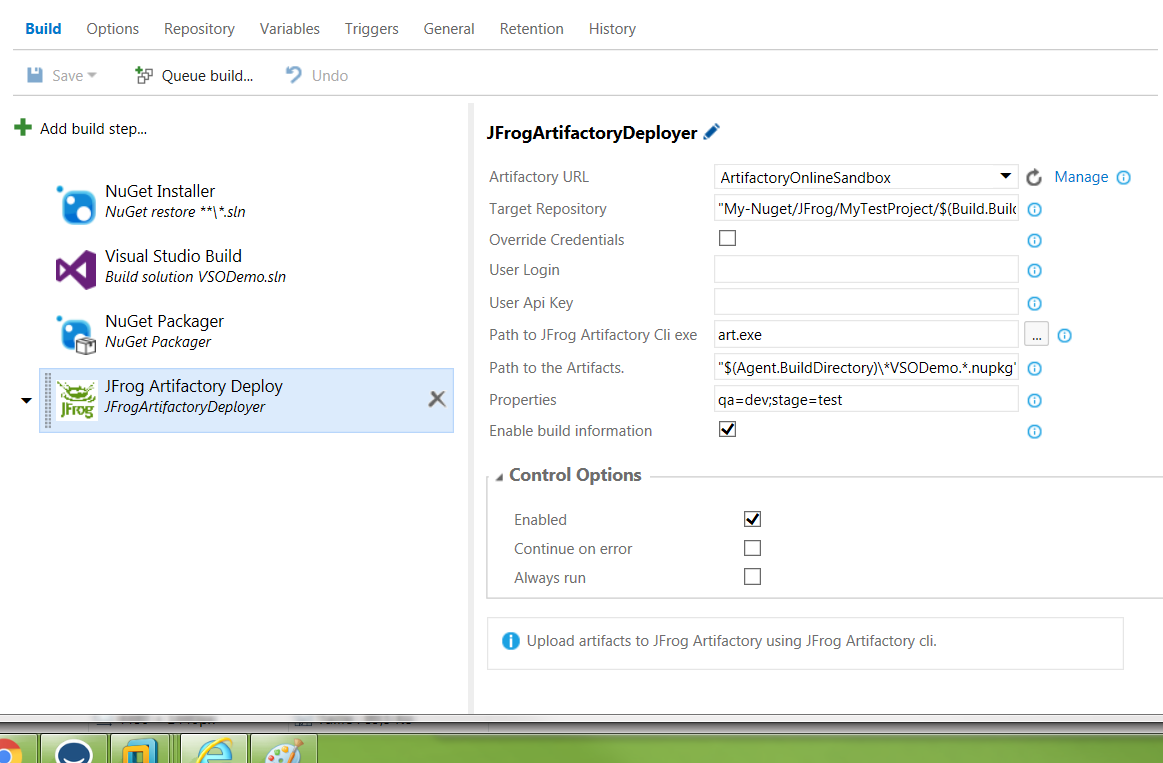 Build Options Repository Variables Triggers General Retention History
Save Queue build... Undo
Add build step...
NuGet Installer
NuGet restore **\*.sln
Visual Studio Build
Build solution VSODemo.sln
NuGet Packager
NuGet Packager
JFrog
JFrog Artifactory Deploy
JFrogArtifactoryDeployer
JFrogArtifactoryDeployer
Artifactory URL ArtifactoryOnlineSandbox Manage
Target Repository "My-Nuget/JFrog/MyTestProject/$(Build.Build
Override Credentials
User Login
User Api Key
Path to JFrog Artifactory Cli exe art.exe ...
Path to the Artifacts. "$(Agent.BuildDirectory)\*VSODemo.*.nupkg"
Properties qa=dev;stage=test
Enable build information
Control Options
Enabled
Continue on error
Always run
Upload artifacts to JFrog Artifactory using JFrog Artifactory cli.